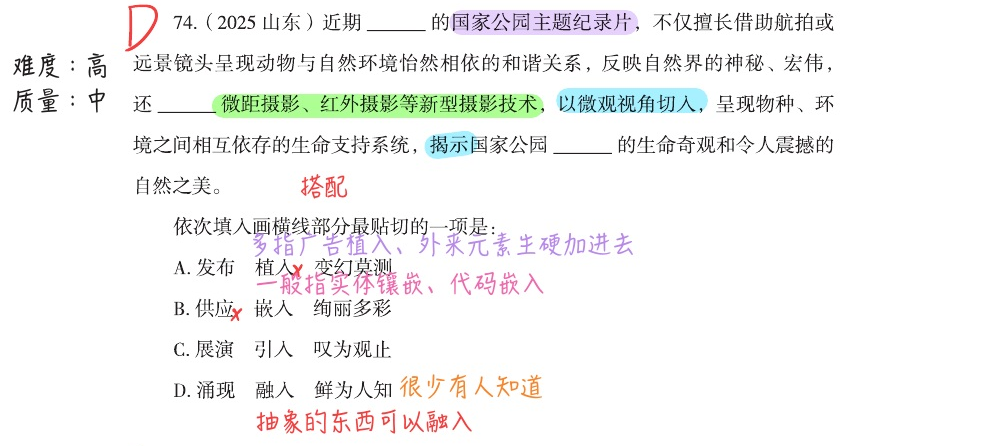 D
74.（2025 山东）近期 ______ 的国家公园主题纪录片，不仅擅长借助航拍或
难度：高
远景镜头呈现动物与自然环境怡然相依的和谐关系，反映自然界的神秘、宏伟，
质量：中
还 ______ 微距摄影、红外摄影等新型摄影技术，以微观视角切入，呈现物种、环
境之间相互依存的生命支持系统，揭示国家公园 ______ 的生命奇观和令人震撼的
自然之美。
搭配
依次填入画横线部分最贴切的一项是：
多指广告植入、外来元素生硬加进去
A. 发布 植入x 变幻莫测
一般指实体镶嵌、代码嵌入
B. 供应x 嵌入 绚丽多彩
C. 展演 引入 叹为观止
D. 涌现 融入 鲜为人知 很少有人知道
抽象的东西可以融入